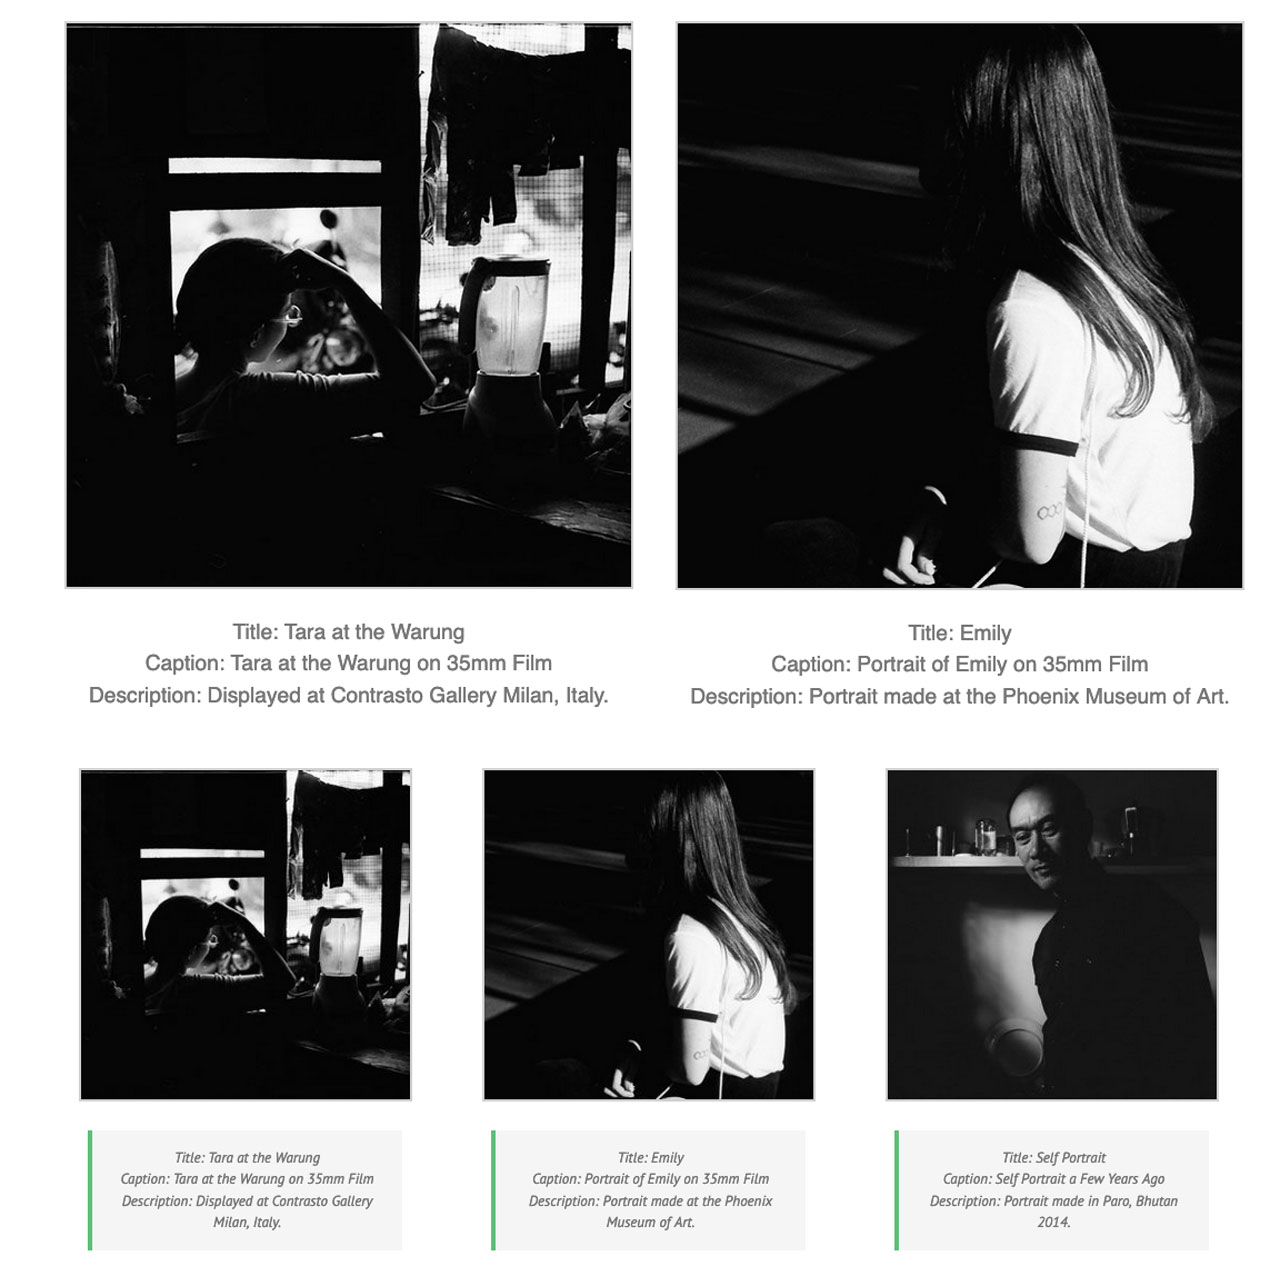 Title: Tara at the Warung
Caption: Tara at the Warung on 35mm Film
Description: Displayed at Contrasto Gallery Milan, Italy.
Title: Emily
Caption: Portrait of Emily on 35mm Film
Description: Portrait made at the Phoenix Museum of Art.
Title: Tara at the Warung
Caption: Tara at the Warung on 35mm Film
Description: Displayed at Contrasto Gallery
Milan, Italy.
Title: Emily
Caption: Portrait of Emily on 35mm Film
Description: Portrait made at the Phoenix
Museum of Art.
Title: Self Portrait
Caption: Self Portrait a Few Years Ago
Description: Portrait made in Paro, Bhutan
2014.